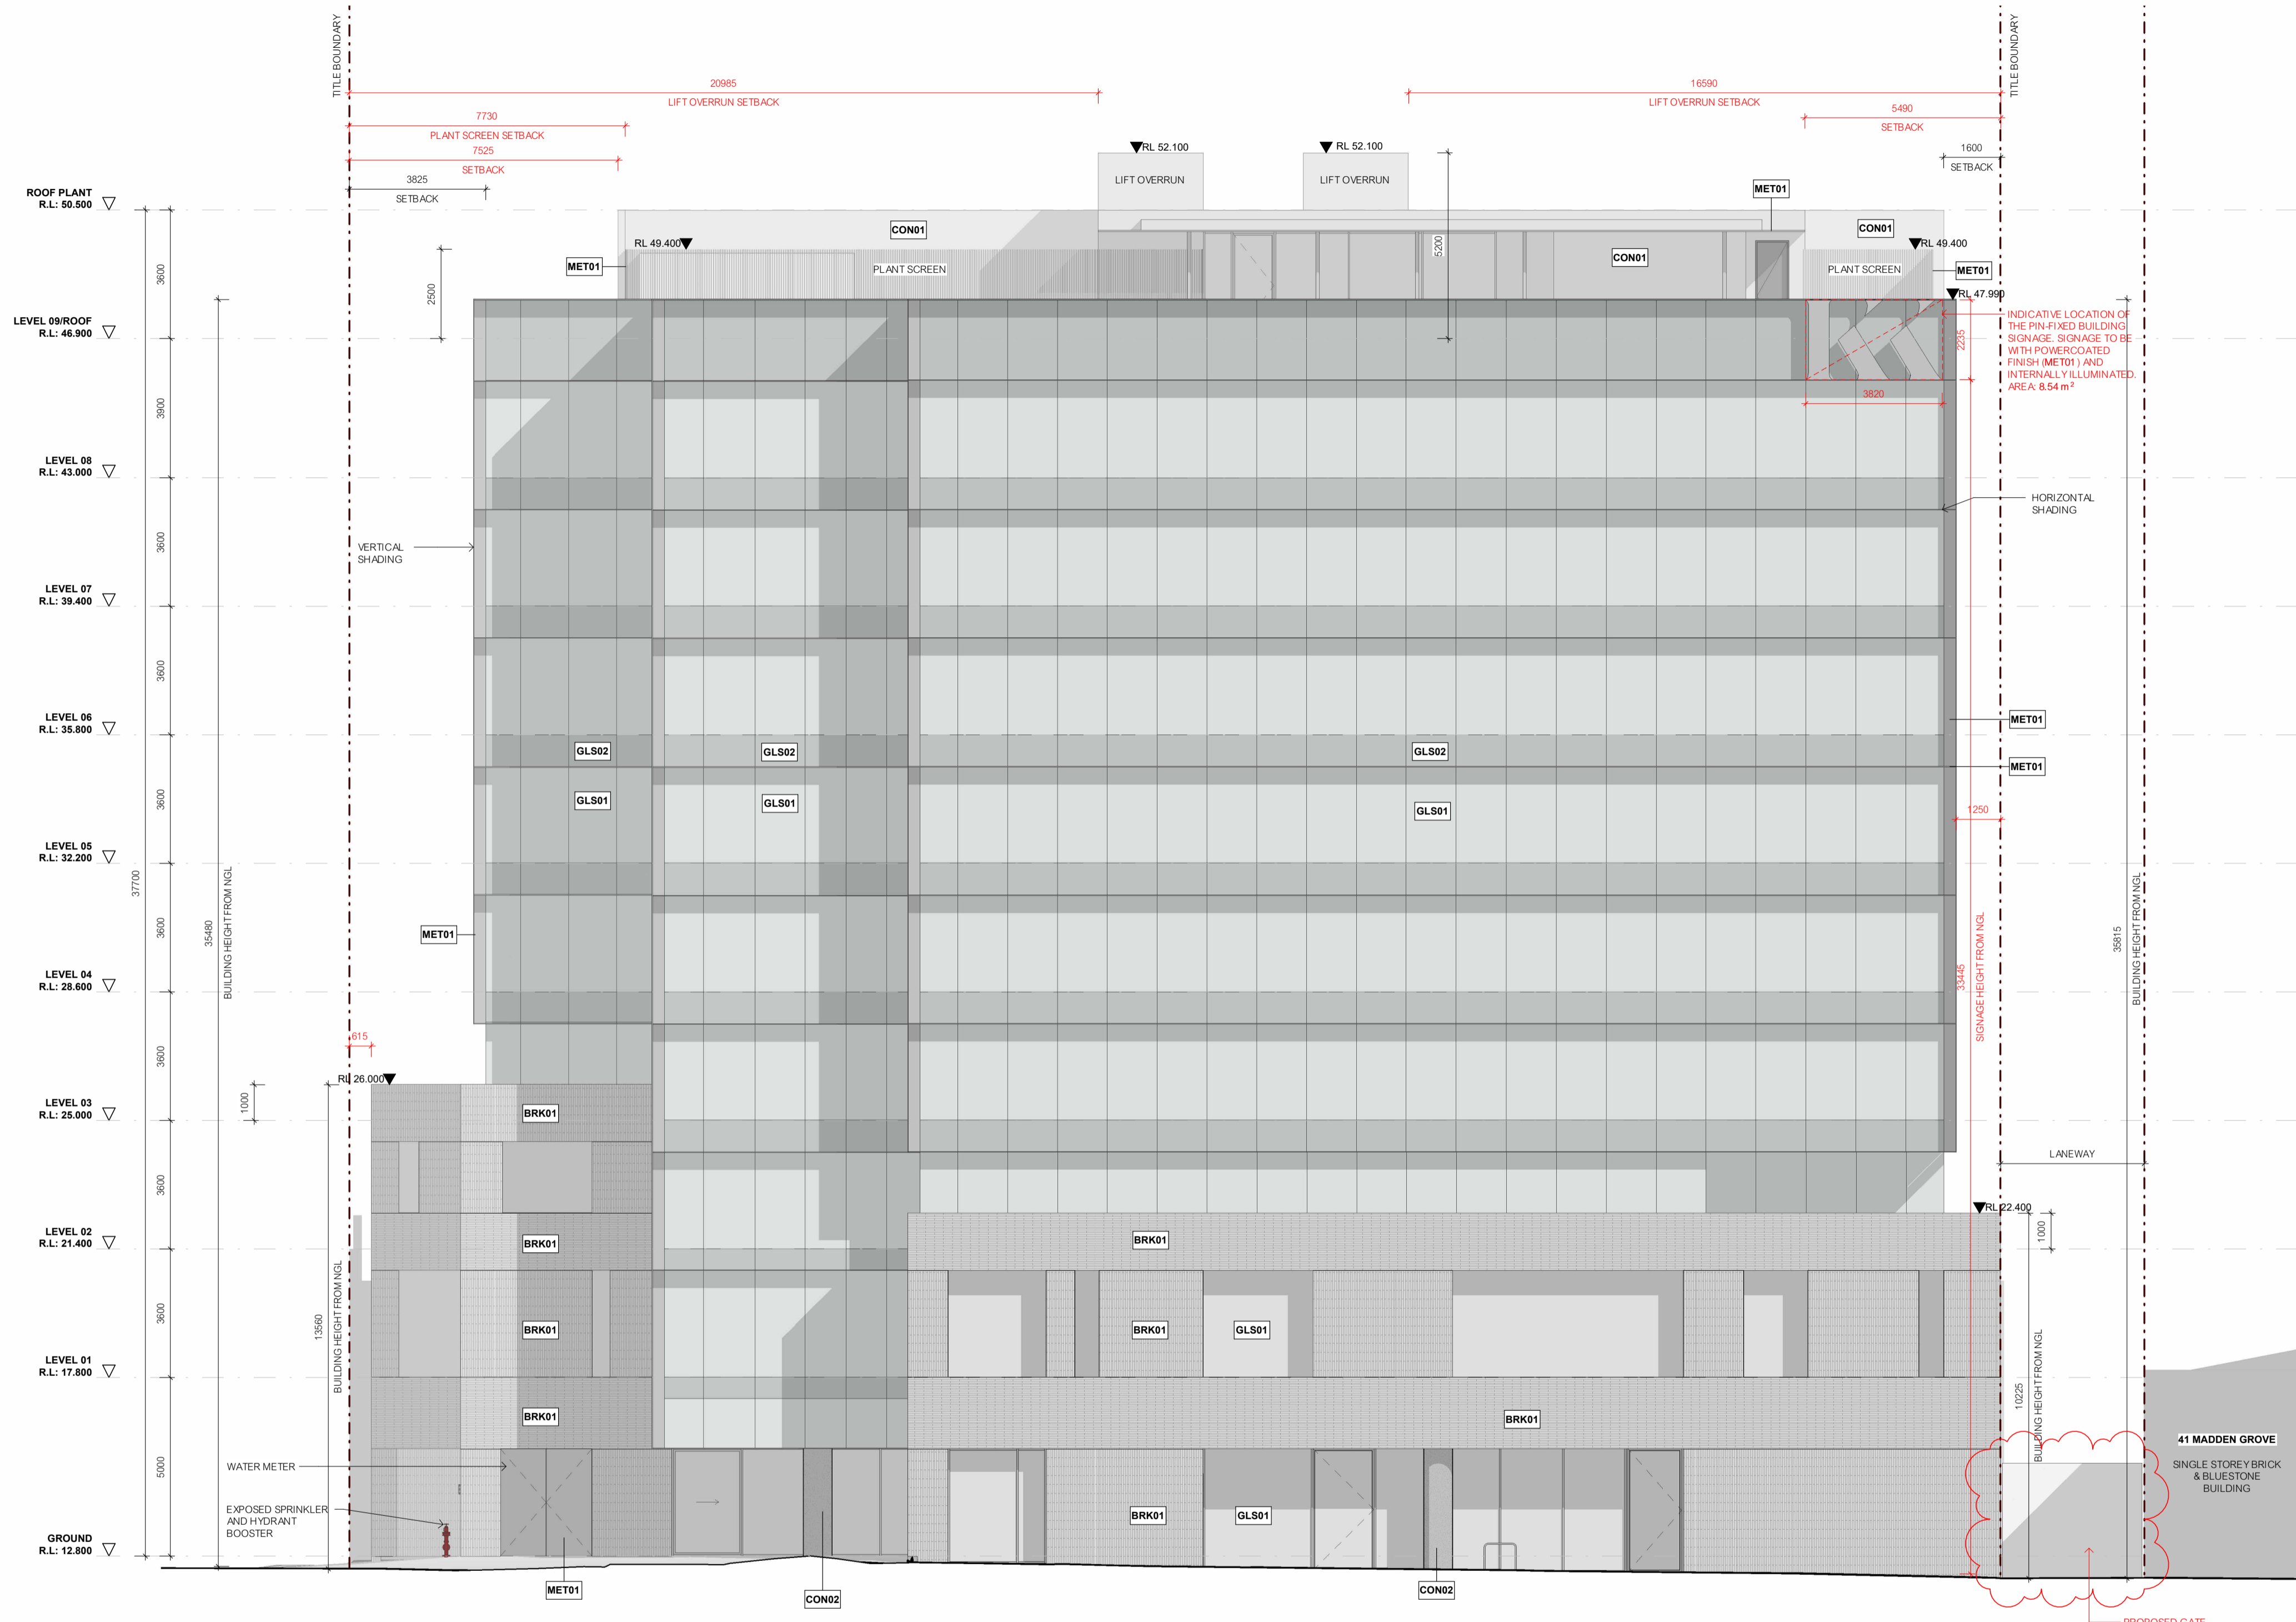 TITLE BOUNDARY
TITLE BOUNDARY
20985
LIFT OVERRUN SETBACK
16590
LIFT OVERRUN SETBACK
7730
PLANT SCREEN SETBACK
5490
SETBACK
7525
SETBACK
1600
SETBACK
3825
SETBACK
RL 52.100
RL 52.100
LIFT OVERRUN
LIFT OVERRUN
MET01
ROOF PLANT
R.L: 50.500
CON01
CON01
RL 49.400
RL 49.400
5200
CON01
MET01
PLANT SCREEN
PLANT SCREEN
MET01
3600
2500
RL 47.990
LEVEL 09/ROOF
R.L: 46.900
INDICATIVE LOCATION OF
THE PIN-FIXED BUILDING
SIGNAGE. SIGNAGE TO BE
WITH POWERCOATED
FINISH (MET01) AND
INTERNALLY ILLUMINATED.
AREA: 8.54 m²
2235
3820
3900
LEVEL 08
R.L: 43.000
HORIZONTAL
SHADING
3600
VERTICAL
SHADING
LEVEL 07
R.L: 39.400
3600
LEVEL 06
R.L: 35.800
MET01
GLS02
GLS02
GLS02
MET01
3600
GLS01
GLS01
GLS01
1250
LEVEL 05
R.L: 32.200
37700
35480
BUILDING HEIGHT FROM NGL
3600
MET01
33445
SIGNAGE HEIGHT FROM NGL
35815
BUILDING HEIGHT FROM NGL
LEVEL 04
R.L: 28.600
615
3600
RL 26.000
1000
LEVEL 03
R.L: 25.000
BRK01
LANEWAY
3600
RL 22.400
LEVEL 02
R.L: 21.400
BRK01
BRK01
1000
3600
13560
BUILDING HEIGHT FROM NGL
BRK01
BRK01
GLS01
LEVEL 01
R.L: 17.800
10225
BUILDING HEIGHT FROM NGL
BRK01
BRK01
41 MADDEN GROVE
SINGLE STOREY BRICK
& BLUESTONE
BUILDING
5000
WATER METER
EXPOSED SPRINKLER
AND HYDRANT
BOOSTER
BRK01
GLS01
GROUND
R.L: 12.800
MET01
CON02
CON02
PROPOSED GATE